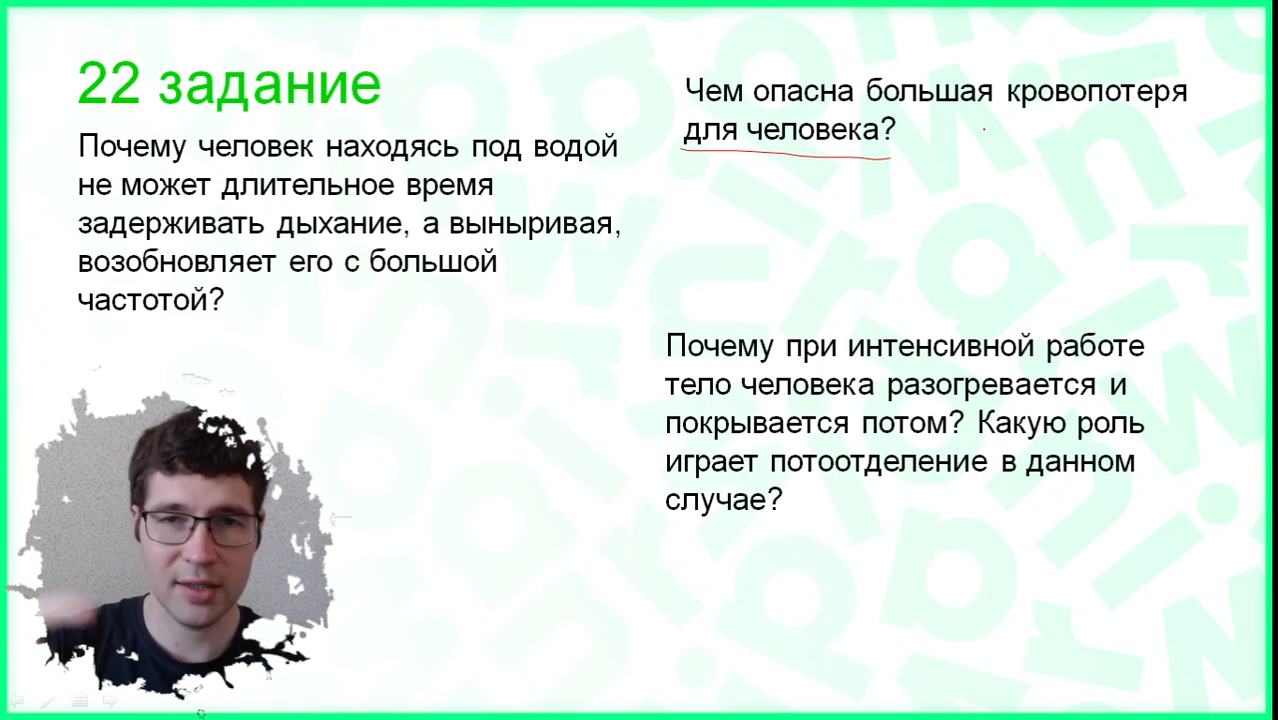 22 задание
Почему человек находясь под водой
не может длительное время
задерживать дыхание, а выныривая,
возобновляет его с большой
частотой?
Чем опасна большая кровопотеря
для человека?
Почему при интенсивной работе
тело человека разогревается и
покрывается потом? Какую роль
играет потоотделение в данном
случае?